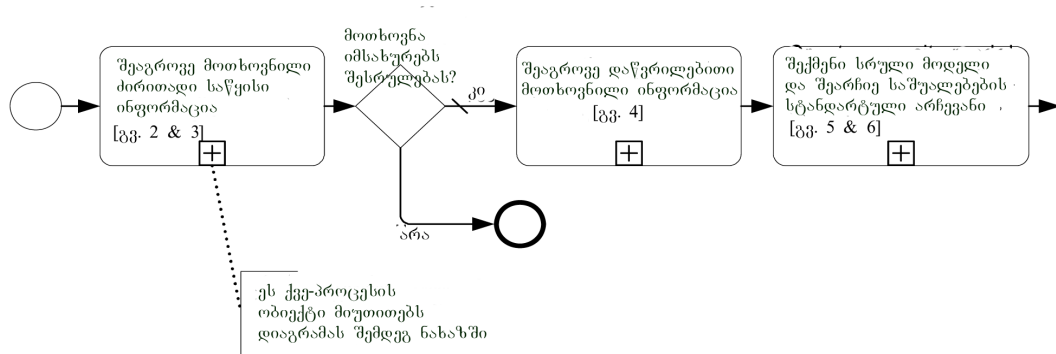 მოთხოვნა
იმსახურებს
შესრულებას?
შეაგროვე მოთხოვნილი
ძირითადი საწყისი
ინფორმაცია
[გვ. 2 & 3]
კი
შეაგროვე დაწვრილებითი
მოთხოვნილი ინფორმაცია
[გვ. 4]
შექმენი სრული მოდელი
და შეარჩიე საშუალებების
სტანდარტული არჩევანი
[გვ. 5 & 6]
არა
ეს ქვე-პროცესის
ობიექტი მიუთითებს
დიაგრამას შემდეგ ნახაზში